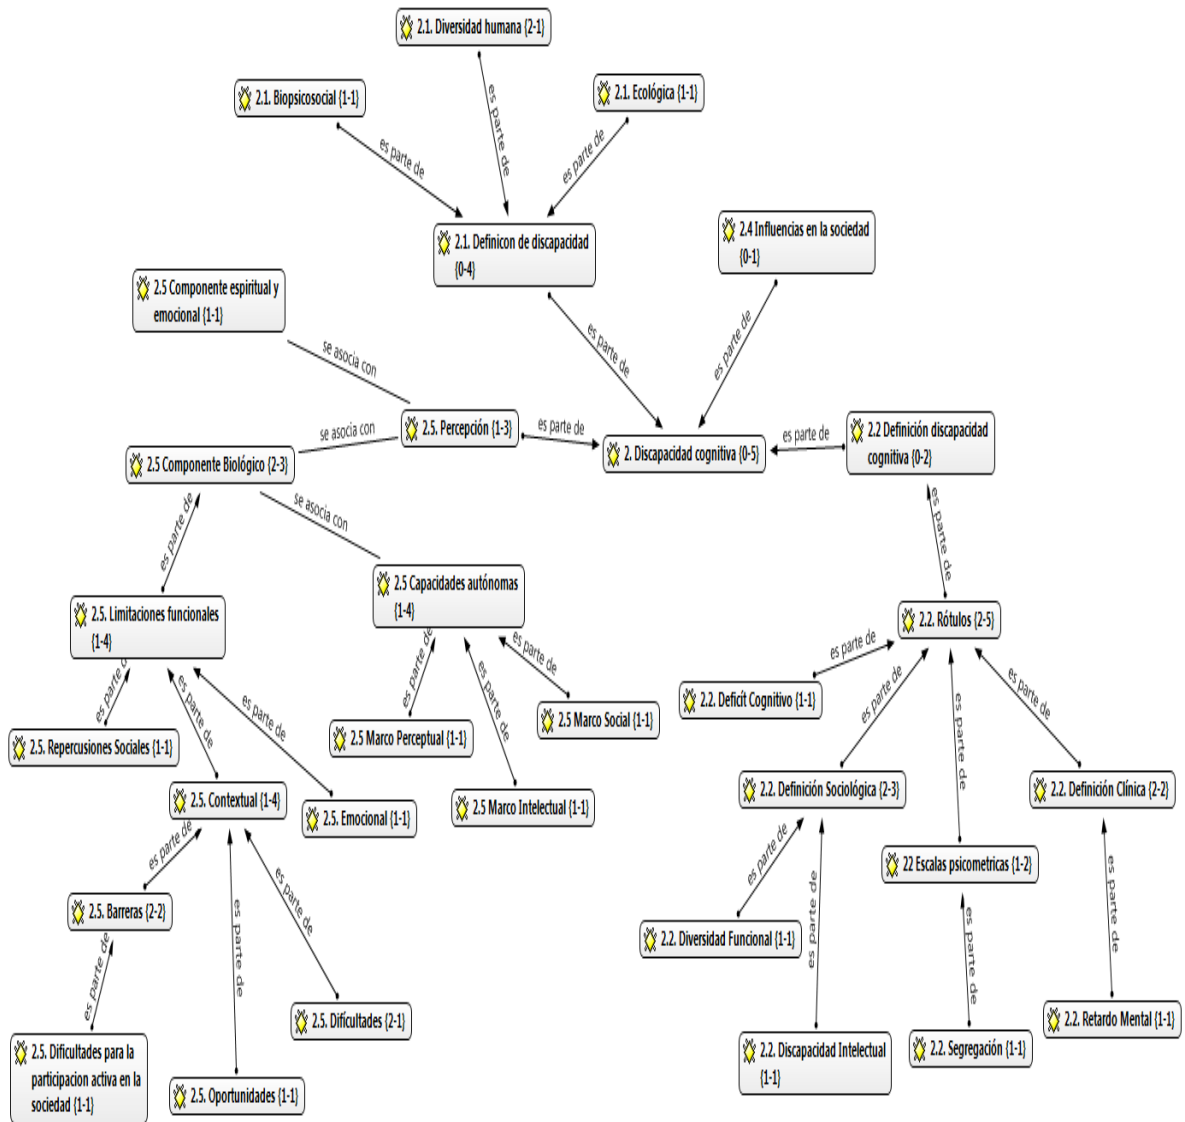 2.1. Diversidad humana {2-1}
2.1. Biopsicosocial {1-1}
2.1. Ecológica {1-1}
es parte de
es parte de
es parte de
2.1. Definicon de discapacidad
{0-4}
2.4 Influencias en la sociedad
{0-1}
2.5 Componente espiritual y
emocional {1-1}
es parte de
es parte de
se asocia con
2.5. Percepción {1-3}
es parte de
2. Discapacidad cognitiva {0-5}
es parte de
2.2 Definición discapacidad
cognitiva {0-2}
se asocia con
2.5 Componente Biológico {2-3}
es parte de
se asocia con
es parte de
2.5. Limitaciones funcionales
{1-4}
2.5 Capacidades autónomas
{1-4}
2.2. Rótulos {2-5}
es parte de
es parte de
es parte de
es parte de
es parte de
es parte de
es parte de
es parte de
es parte de
es parte de
2.2. Deficít Cognitivo {1-1}
2.5 Marco Social {1-1}
2.5 Marco Perceptual {1-1}
2.5. Repercusiones Sociales {1-1}
2.5. Contextual {1-4}
2.5. Emocional {1-1}
2.5 Marco Intelectual {1-1}
2.2. Definición Sociológica {2-3}
2.2. Definición Clínica {2-2}
es parte de
22 Escalas psicometricas {1-2}
es parte de
es parte de
es parte de
es parte de
es parte de
es parte de
2.5. Barreras {2-2}
2.2. Diversidad Funcional {1-1}
es parte de
2.5. Difícultades {2-1}
2.2. Retardo Mental {1-1}
2.5. Dificultades para la
participacion activa en la
sociedad {1-1}
2.2. Discapacidad Intelectual
{1-1}
2.2. Segregación {1-1}
2.5. Oportunidades {1-1}